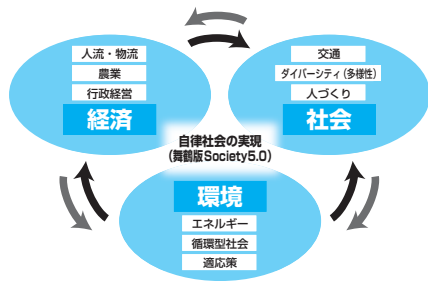 人流・物流
農業
行政経営
経済
交通
ダイバーシティ(多様性)
人づくり
社会
自律社会の実現
(舞鶴版Society5.0)
環境
エネルギー
循環型社会
適応策